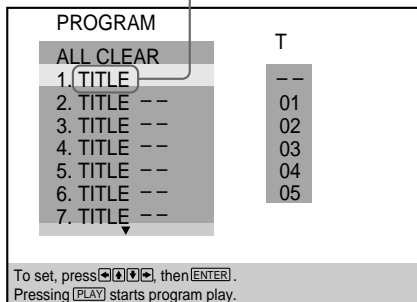 PROGRAM
T
ALL CLEAR
1. TITLE
– –
2. TITLE – –
01
3. TITLE – –
02
4. TITLE – –
03
5. TITLE – –
04
6. TITLE – –
05
7. TITLE – –
To set, press , then ENTER .
Pressing PLAY starts program play.